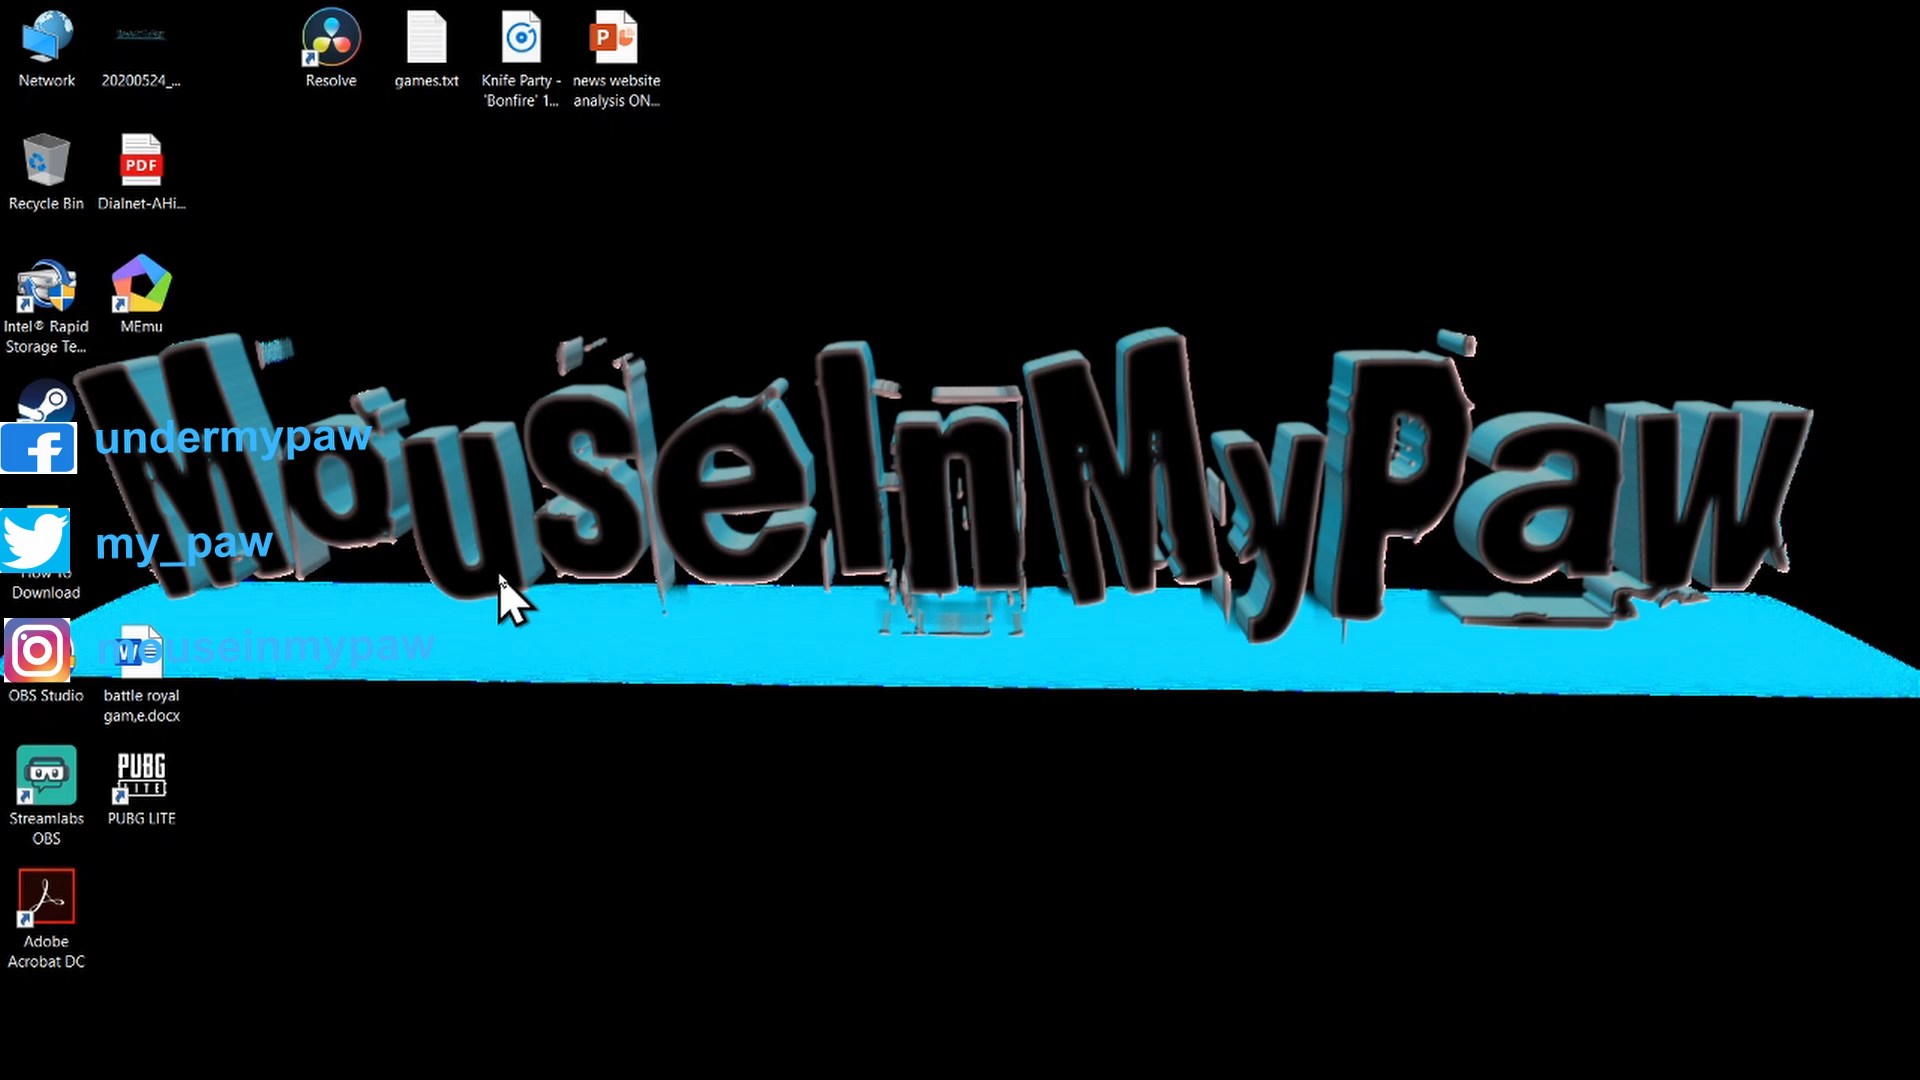 Network
20200524_...
Resolve
games.txt
Knife Party -
'Bonfire' 1...
news website
analysis ON...
Recycle Bin
PDF
Dialnet-AHi...
Intel® Rapid
Storage Te...
MEmu
MouseInMyPaw
undermypaw
my_paw
How To
Download
mouseinmypaw
OBS Studio
battle royal
gam,e.docx
PUBG
LITE
Streamlabs
OBS
PUBG LITE
Adobe
Acrobat DC